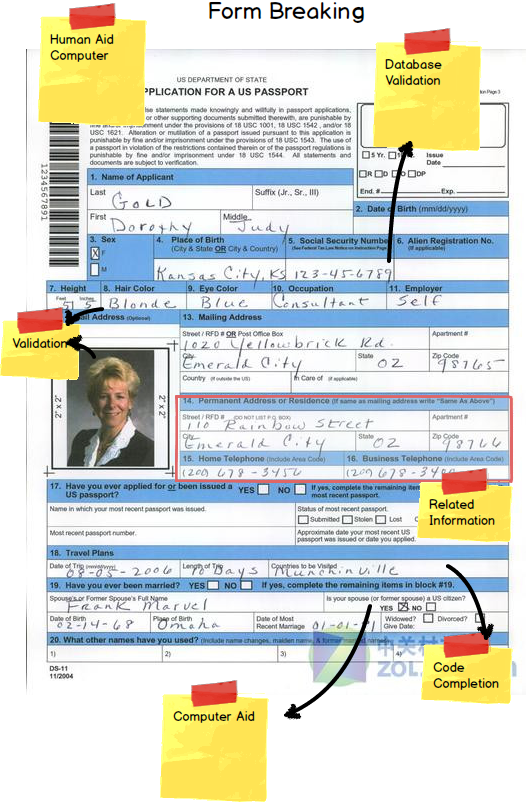 Form Breaking
Human Aid
Computer
Database
Validation
US DEPARTMENT OF STATE
PPLICATION FOR A US PASSPORT
tion Page 3
lse statements made knowingly and willfully in passport applications,
or other supporting documents submitted therewith, are punishable by
fine and/or imprisonment under the provisions of 18 USC 1001, 18 USC 1542, and/or 18
USC 1621. Alteration or mutilation of a passport issued pursuant to this application is
punishable by fine and/or imprisonment under the provisions of 18 USC 1543. The use of
a passport in violation of the restrictions contained therein or of the passport regulations is
punishable by fine and/or imprisonment under 18 USC 1544. All statements and
documents are subject to verification.
1234567891
5 Yr.
Issue
Date
R D O DP
End. # Exp.
1. Name of Applicant
Last Suffix (Jr., Sr., III)
GOLD
2. Date of Birth (mm/dd/yyyy)
First Middle
Dorothy Judy
3. Sex 4. Place of Birth 5. Social Security Number 6. Alien Registration No.
(City & State OR City & Country) (See Federal Tax Law Notice on Instruction Page) (If applicable)
X F
M
Kansas City, KS 123-45-6789
7. Height 8. Hair Color 9. Eye Color 10. Occupation 11. Employer
Feet Inches
5 5 Blonde Blue Consultant Self
ail Address (Optional) 13. Mailing Address
Validation
Street / RFD # OR Post Office Box Apartment #
1020 Yellowbrick Rd.
City State Zip Code
Emerald City OZ 98765
Country (If outside the US) In Care of (If applicable)
2" x 2"
2" x 2"
14. Permanent Address or Residence (If same as mailing address write "Same As Above")
Street / RFD # (DO NOT LIST P.O. BOX) Apartment #
110 Rainbow Street
City State Zip Code
Emerald City OZ 98766
15. Home Telephone (Include Area Code) 16. Business Telephone (Include Area Code)
(200) 678-3456
17. Have you ever applied for or been issued a
US passport?
YES NO If yes, complete the remaining items
most recent passport.
Related
Information
Name in which your most recent passport was issued. Status of most recent passport.
Submitted Stolen Lost
Most recent passport number. Approximate date your most recent
US passport was issued or date you applied.
18. Travel Plans
Date of Trip (mm/dd/yyyy) Length of Trip Countries to be Visited
08-05-2006 10 Days Munchinville
19. Have you ever been married? YES NO If yes, complete the remaining items in block #19.
Spouse's or Former Spouse's Full Name Is your spouse (or former spouse) a US citizen?
Frank Marvel YES X NO
Date of Birth Place of Birth Date of Most
Recent Marriage Widowed? Divorced?
Give Date:
02-14-68 Omaha 01-01-
20. What other names have you used? (Include name changes, maiden name, & former
1) 2) 3) 4)
DS-11
11/2004
Code
Completion
Computer Aid